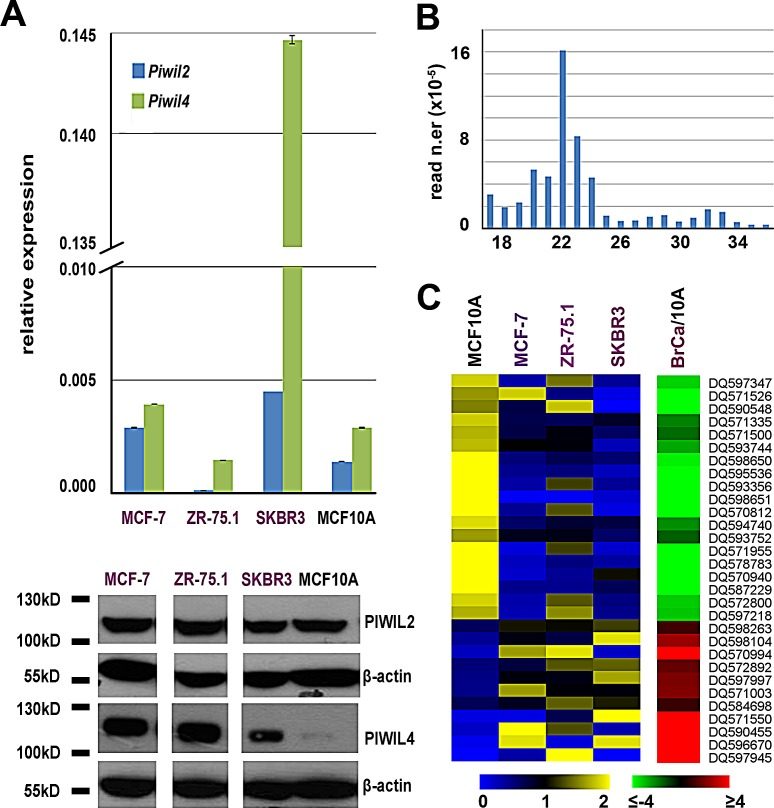 A
0.145
Piwil2
Piwil4
0.140
0.135
0.010
0.005
0.000
relative expression
MCF-7 ZR-75.1 SKBR3 MCF10A
MCF-7 ZR-75.1 SKBR3 MCF10A
130kD
PIWIL2
100kD
55kD
β-actin
130kD
PIWIL4
100kD
55kD
β-actin
B
read n.er (x10-5)
16
8
0
18 22 26 30 34
C
MCF10A
MCF-7
ZR-75.1
SKBR3
BrCa/10A
DQ597347
DQ571526
DQ590548
DQ571335
DQ571500
DQ593744
DQ598650
DQ595536
DQ593356
DQ598651
DQ570812
DQ594740
DQ593752
DQ571955
DQ578783
DQ570940
DQ587229
DQ572800
DQ597218
DQ598263
DQ598104
DQ570994
DQ572892
DQ597997
DQ571003
DQ584698
DQ571550
DQ590455
DQ596670
DQ597945
0 1 2
≤-4 ≥4